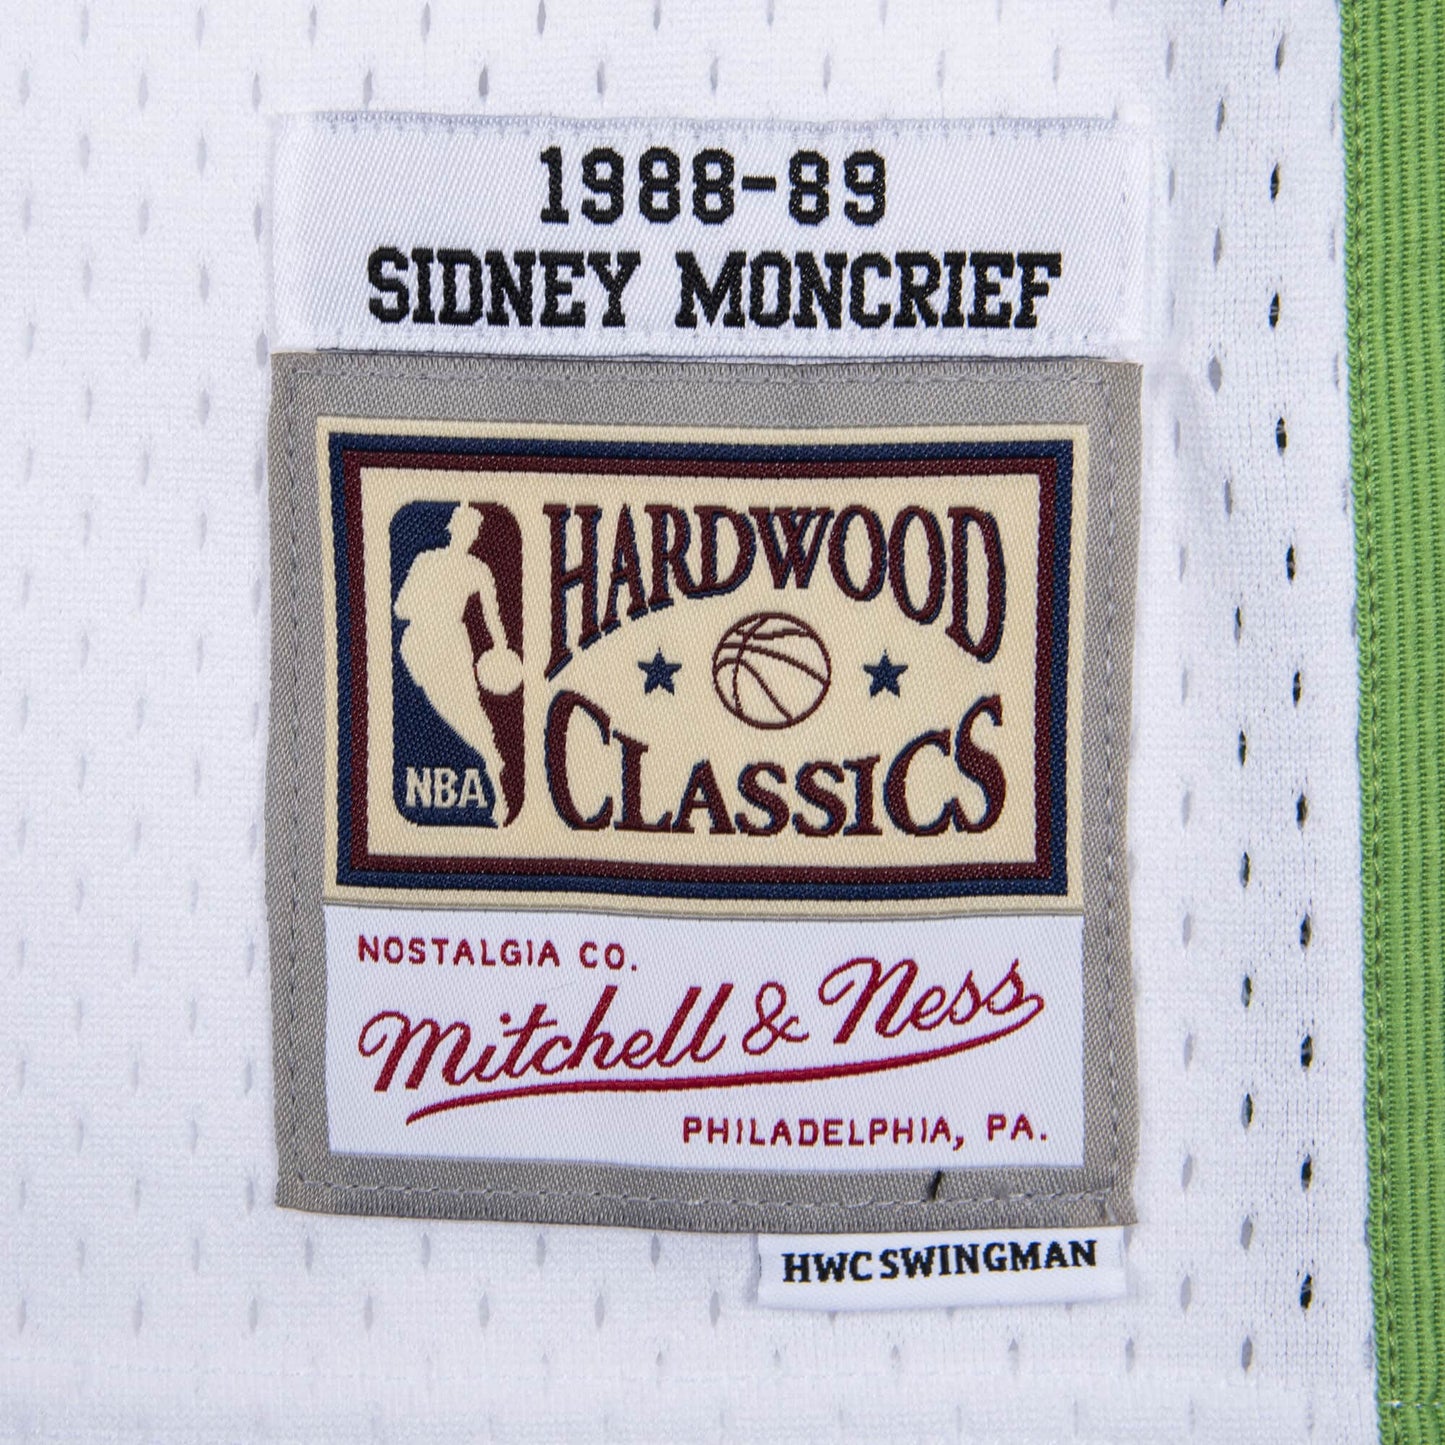 1988-89
SIDNEY MONCRIEF
HARDWOOD
CLASSICS
NBA
NOSTALGIA CO.
Mitchell & Ness
PHILADELPHIA, PA.
HWC SWINGMAN